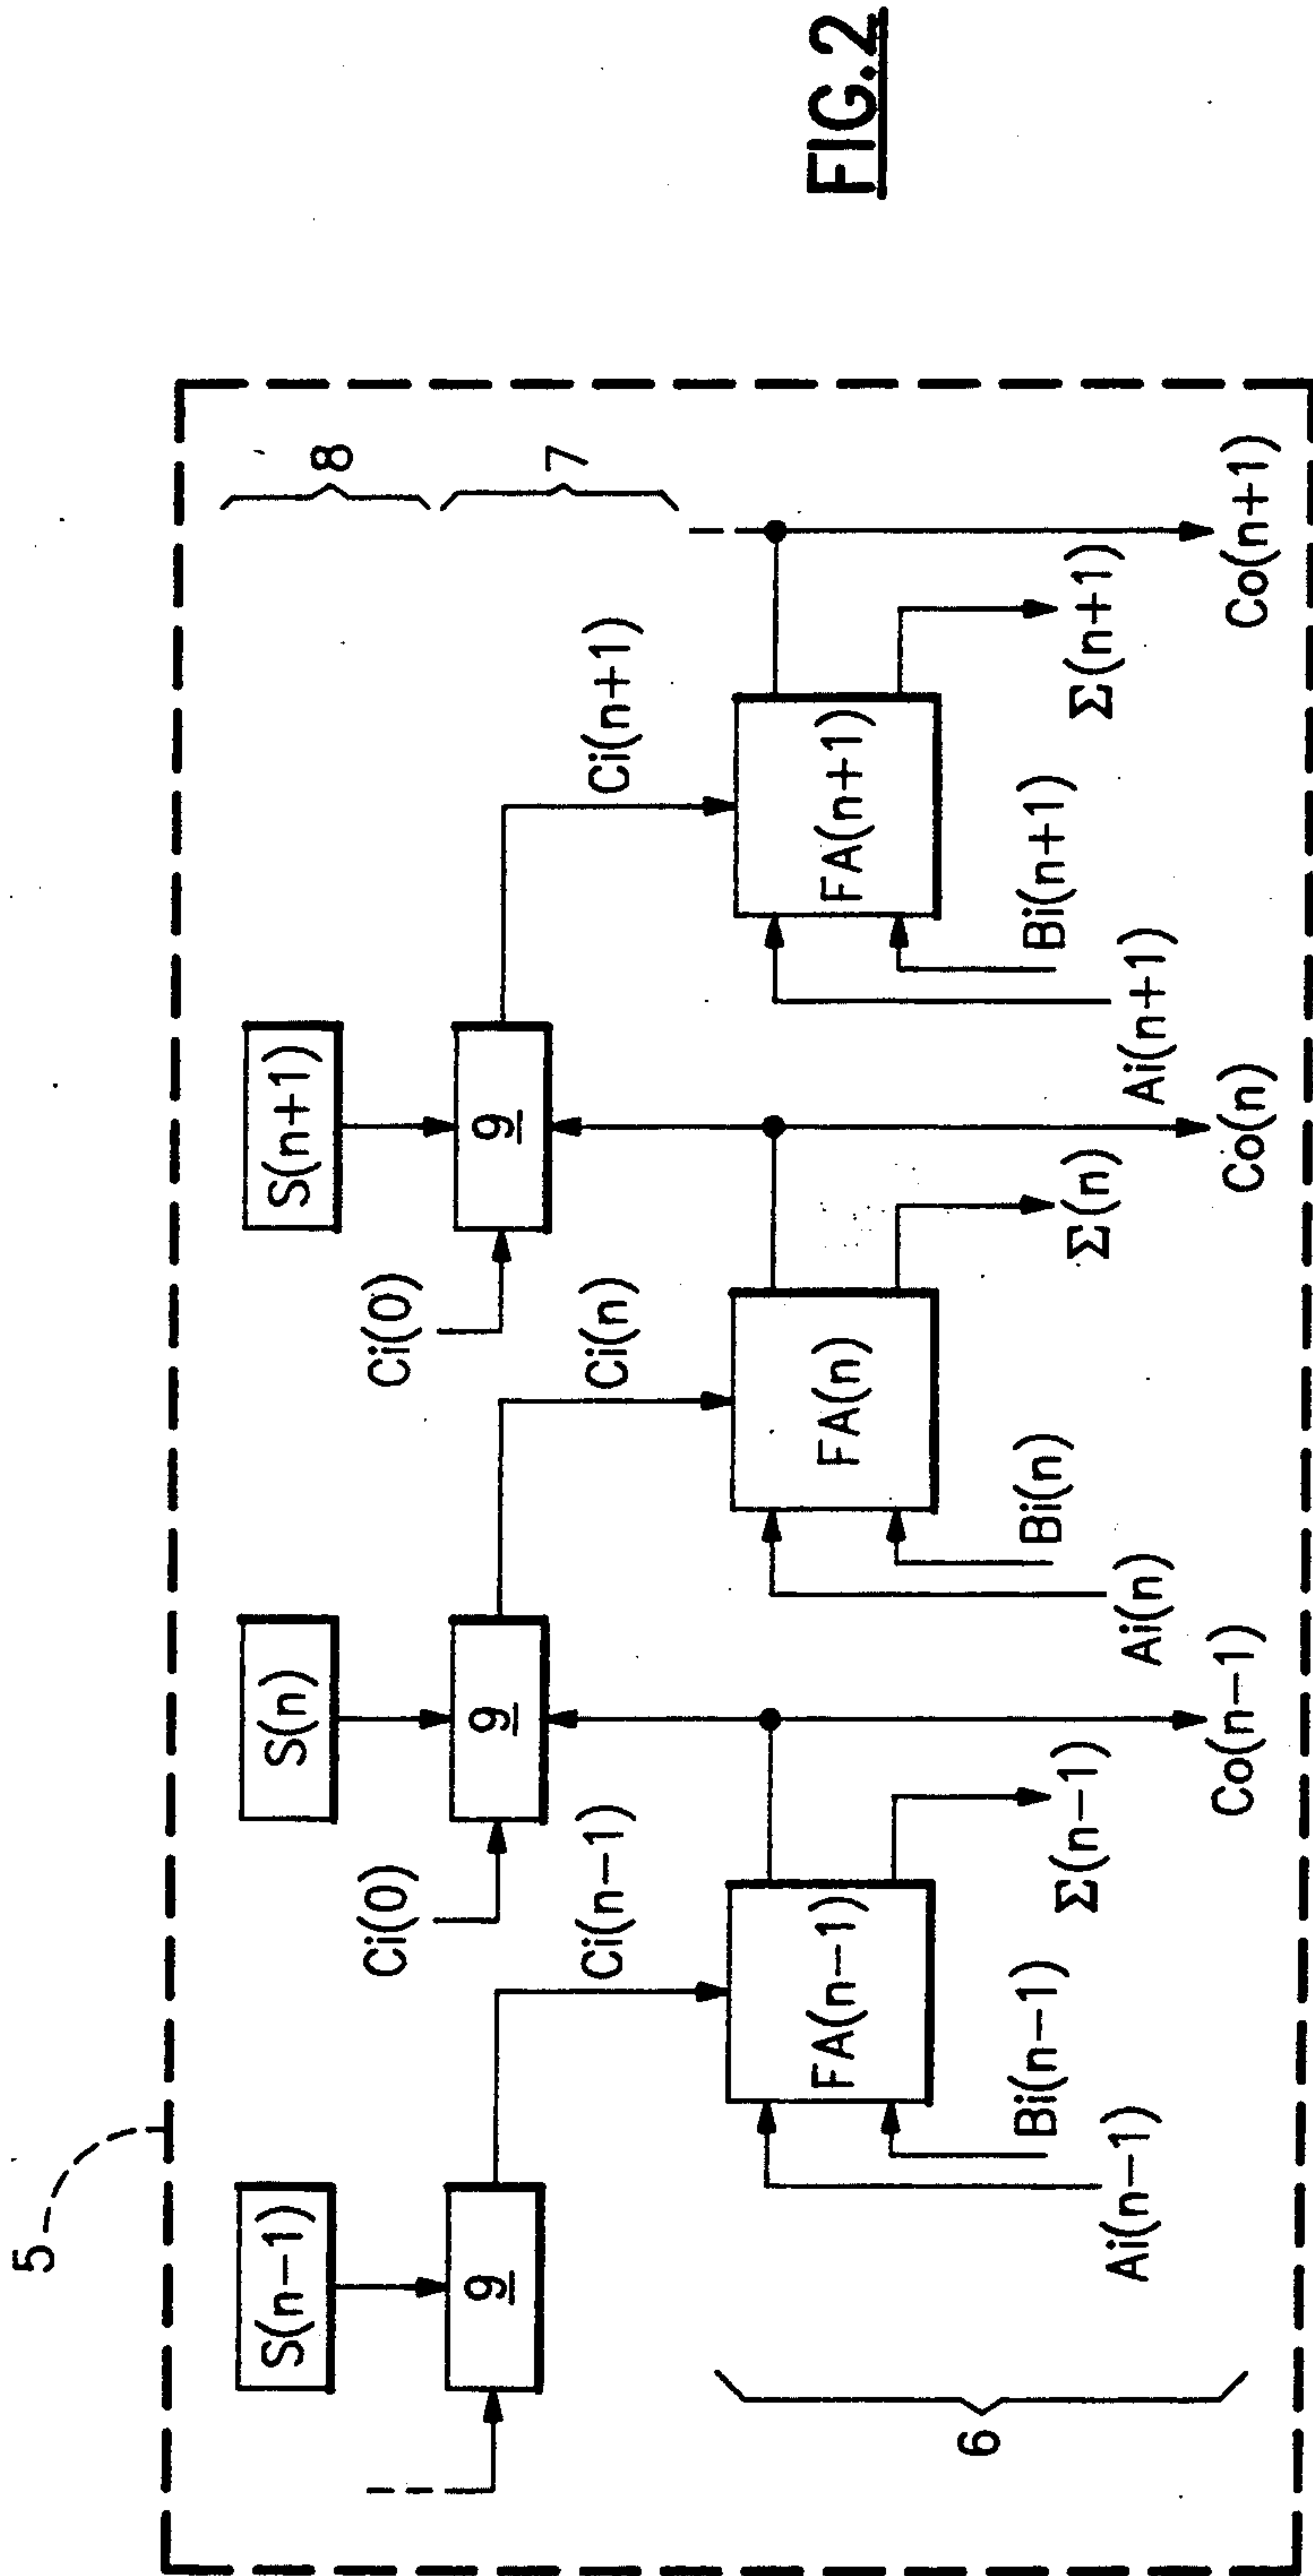 5
S(n−1)
S(n)
S(n+1)
8
9
Ci(0)
9
Ci(0)
9
7
Ci(n−1)
Ci(n)
Ci(n+1)
FA(n−1)
FA(n)
FA(n+1)
6
Bi(n−1)
Σ(n−1)
Bi(n)
Σ(n)
Bi(n+1)
Σ(n+1)
Ai(n−1)
Ai(n)
Ai(n+1)
Co(n−1)
Co(n)
Co(n+1)
FIG.2